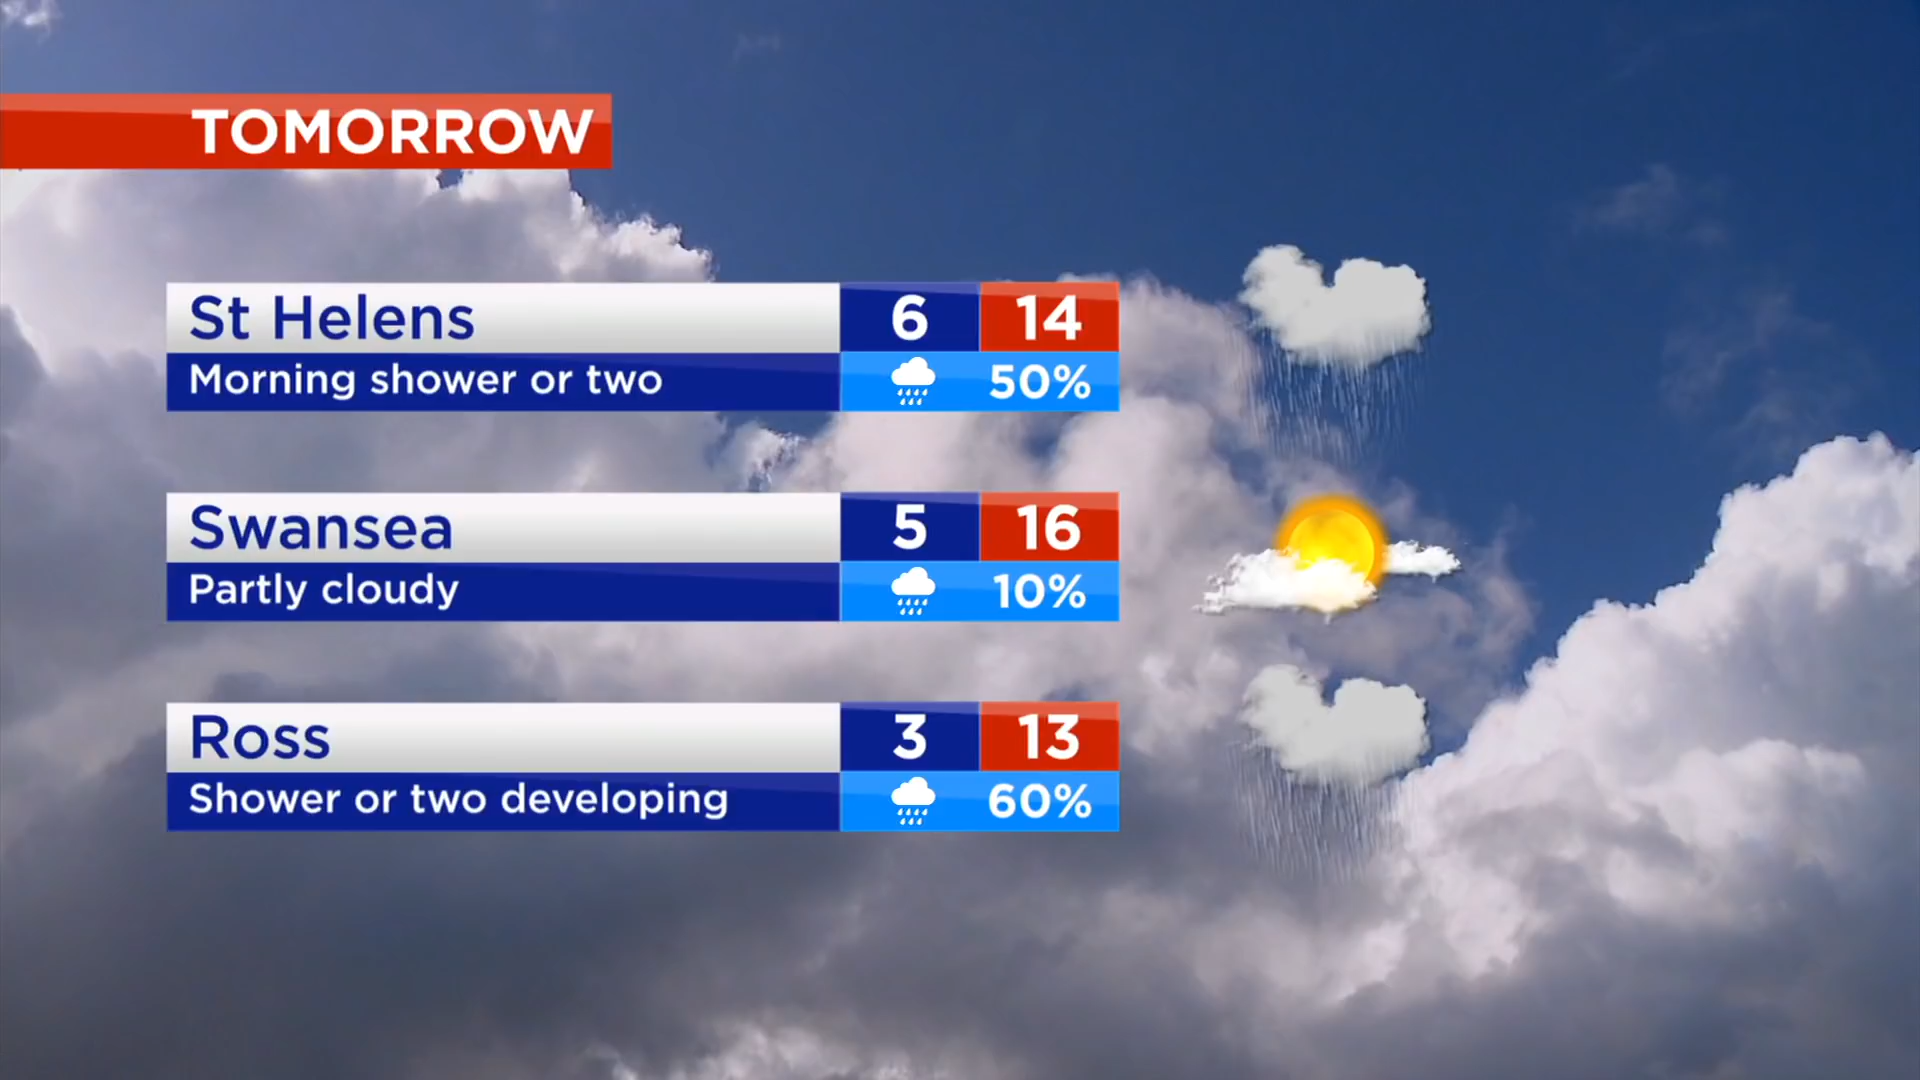 TOMORROW
St Helens 6 14
Morning shower or two 50%
Swansea 5 16
Partly cloudy 10%
Ross 3 13
Shower or two developing 60%